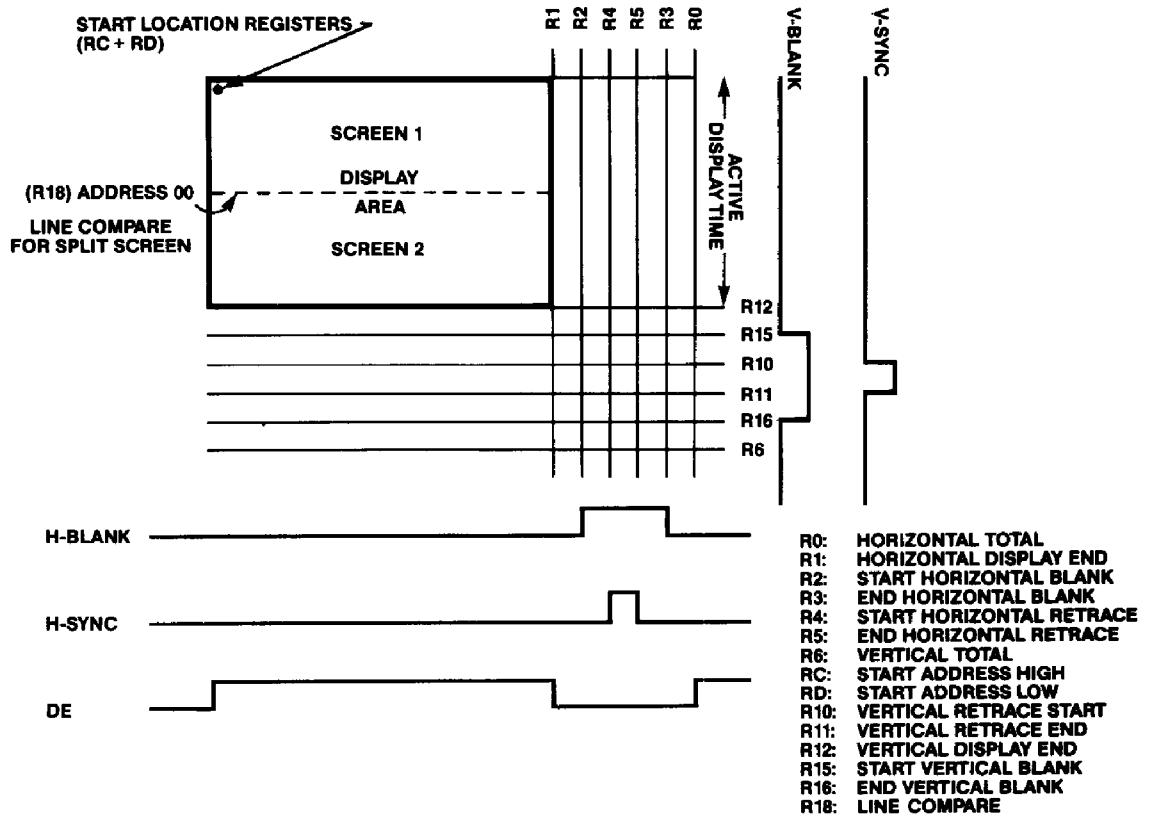 START LOCATION REGISTERS
(RC + RD)
R1
R2
R4
R5
R3
R0
V-BLANK
V-SYNC
SCREEN 1
DISPLAY
AREA
SCREEN 2
(R18) ADDRESS 00
LINE COMPARE
FOR SPLIT SCREEN
ACTIVE
DISPLAY TIME
R12
R15
R10
R11
R16
R6
H-BLANK
H-SYNC
DE
R0: HORIZONTAL TOTAL
R1: HORIZONTAL DISPLAY END
R2: START HORIZONTAL BLANK
R3: END HORIZONTAL BLANK
R4: START HORIZONTAL RETRACE
R5: END HORIZONTAL RETRACE
R6: VERTICAL TOTAL
RC: START ADDRESS HIGH
RD: START ADDRESS LOW
R10: VERTICAL RETRACE START
R11: VERTICAL RETRACE END
R12: VERTICAL DISPLAY END
R15: START VERTICAL BLANK
R16: END VERTICAL BLANK
R18: LINE COMPARE